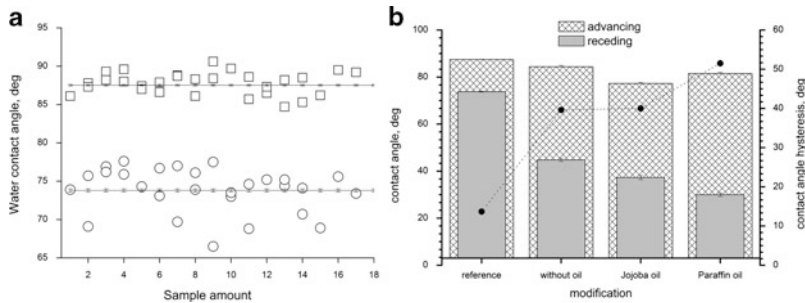 a
95
90
85
80
75
70
65
Water contact angle, deg
2 4 6 8 10 12 14 16 18
Sample amount
b
advancing
receding
100
80
60
40
20
0
contact angle, deg
60
50
40
30
20
10
0
contact angle hysteresis, deg
reference without oil Jojoba oil Paraffin oil
modification